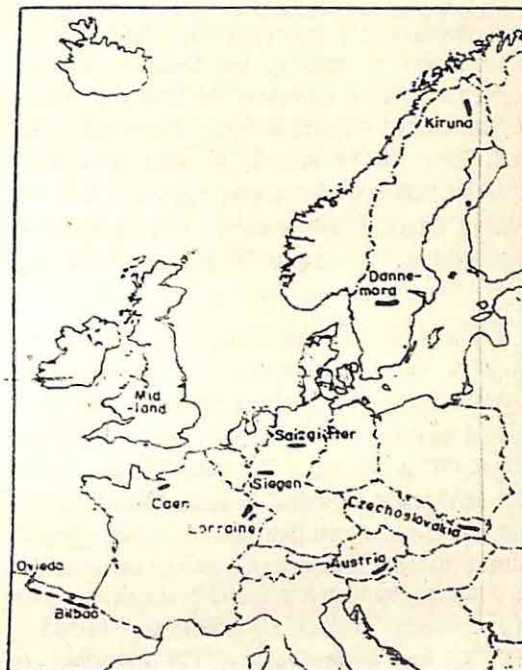 Kiruna
Danne-
mora
Mid
land
Salzgitter
Siegen
Caen
Lorraine
Czechoslovakia
Austria
Oviedo
Bilbao